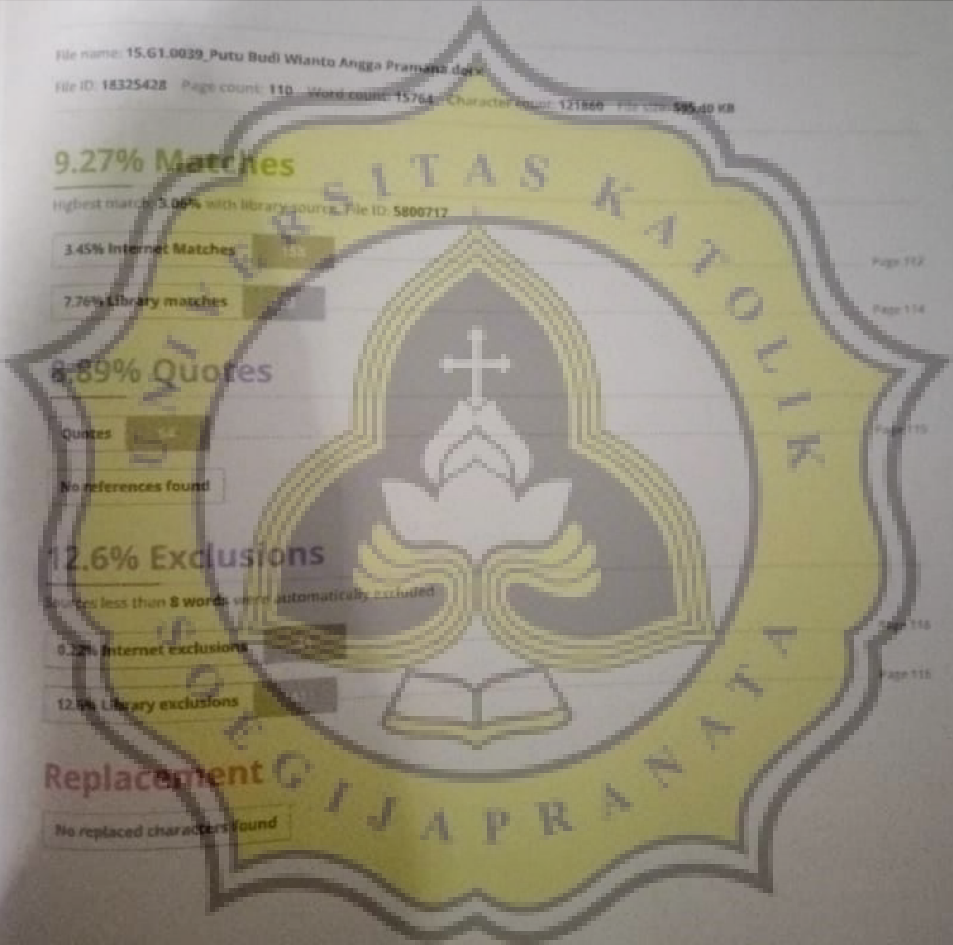 File name: 15.G1.0039_Putu Budi Wianto Angga Pramana.docx
File ID: 18325428 Page count: 110 Word count: 15764 Character count: 121860 File size: 595.40 KB
9.27% Matches
Highest match: 3.06% with library source. File ID: 5800717
3.45% Internet Matches
Page 112
7.76% Library matches
Page 114
8.89% Quotes
Quotes
Page 115
No references found
12.6% Exclusions
Sources less than 8 words were automatically excluded
Page 116
0.22% Internet exclusions
Page 116
12.6% Library exclusions
Replacement
No replaced characters found
UNIVERSITAS KATOLIK
SOEGIJAPRANATA